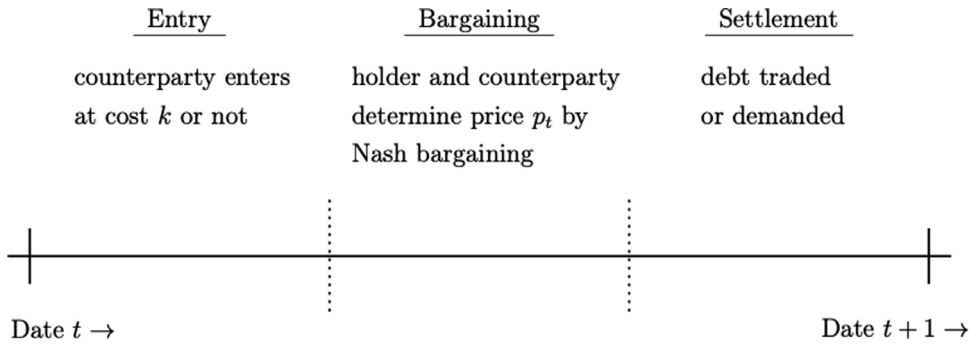 Entry
counterparty enters
at cost k or not
Bargaining
holder and counterparty
determine price pₜ by
Nash bargaining
Settlement
debt traded
or demanded
Date t →
Date t + 1 →